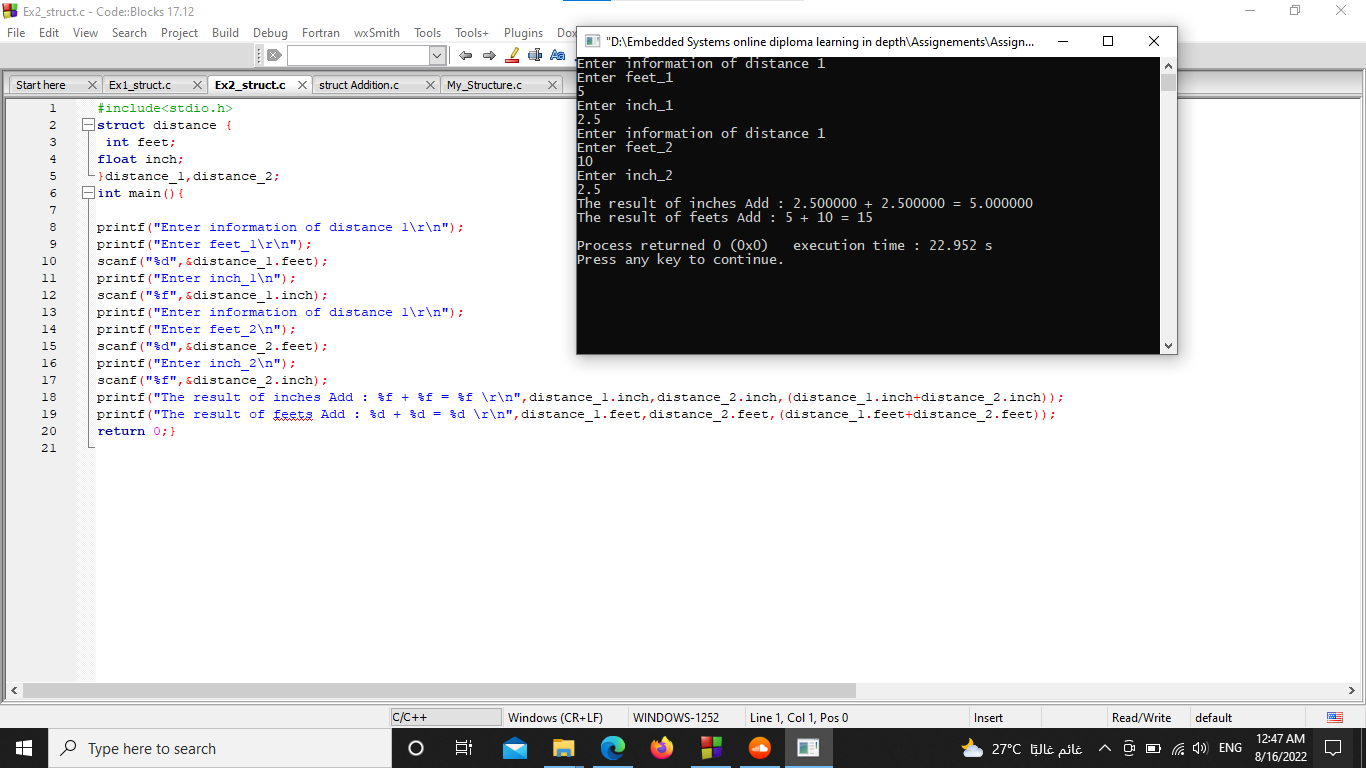 Ex2_struct.c - Code::Blocks 17.12
File Edit View Search Project Build Debug Fortran wxSmith Tools Tools+ Plugins Dox
Start here Ex1_struct.c Ex2_struct.c struct Addition.c My_Structure.c
1 #include<stdio.h>
2 struct distance {
3 int feet;
4 float inch;
5 }distance_1,distance_2;
6 int main(){
7
8 printf("Enter information of distance 1\r\n");
9 printf("Enter feet_1\r\n");
10 scanf("%d",&distance_1.feet);
11 printf("Enter inch_1\n");
12 scanf("%f",&distance_1.inch);
13 printf("Enter information of distance 1\r\n");
14 printf("Enter feet_2\n");
15 scanf("%d",&distance_2.feet);
16 printf("Enter inch_2\n");
17 scanf("%f",&distance_2.inch);
18 printf("The result of inches Add : %f + %f = %f \r\n",distance_1.inch,distance_2.inch,(distance_1.inch+distance_2.inch));
19 printf("The result of feets Add : %d + %d = %d \r\n",distance_1.feet,distance_2.feet,(distance_1.feet+distance_2.feet));
20 return 0;}
21
"D:\Embedded Systems online diploma learning in depth\Assignements\Assign...
Enter information of distance 1
Enter feet_1
5
Enter inch_1
2.5
Enter information of distance 1
Enter feet_2
10
Enter inch_2
2.5
The result of inches Add : 2.500000 + 2.500000 = 5.000000
The result of feets Add : 5 + 10 = 15
Process returned 0 (0x0)   execution time : 22.952 s
Press any key to continue.
C/C++ Windows (CR+LF) WINDOWS-1252 Line 1, Col 1, Pos 0 Insert Read/Write default
Type here to search
27°C غائم غالبًا
ENG
12:47 AM
8/16/2022